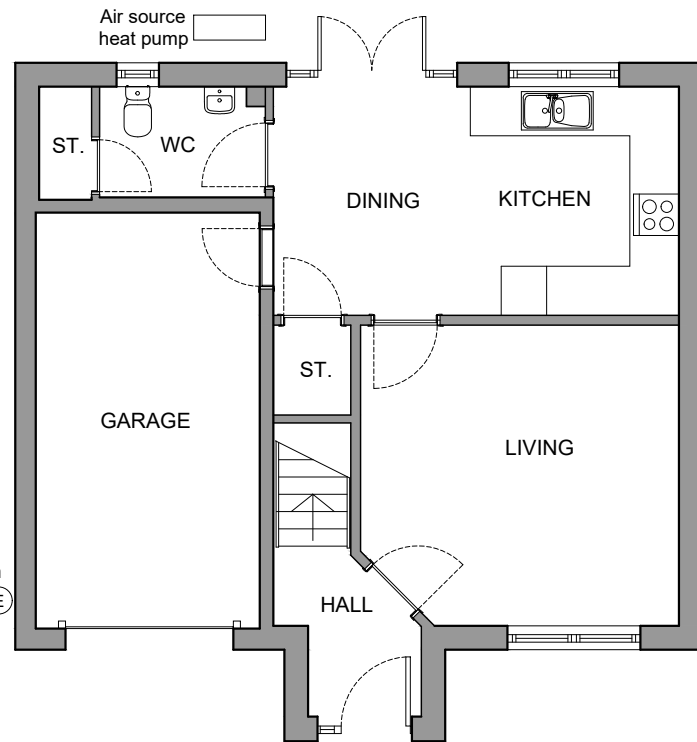 Air source
heat pump
ST.
WC
DINING
KITCHEN
ST.
GARAGE
LIVING
HALL
E